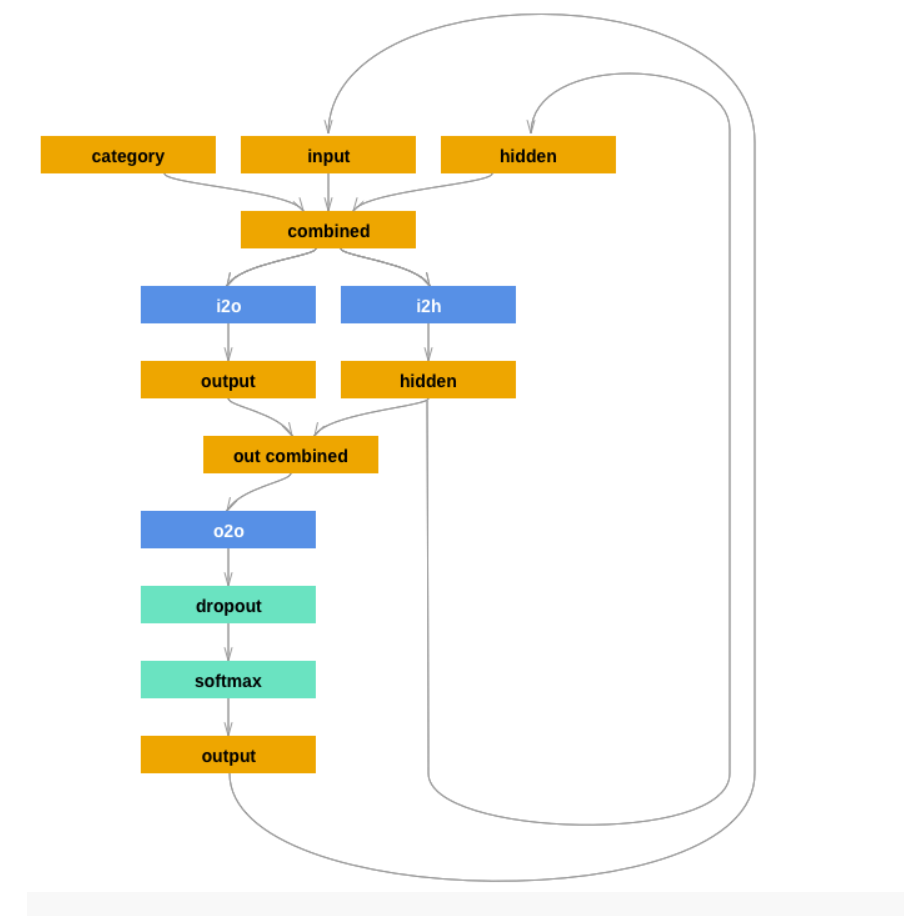 category
input
hidden
combined
i2o
i2h
output
hidden
out combined
o2o
dropout
softmax
output